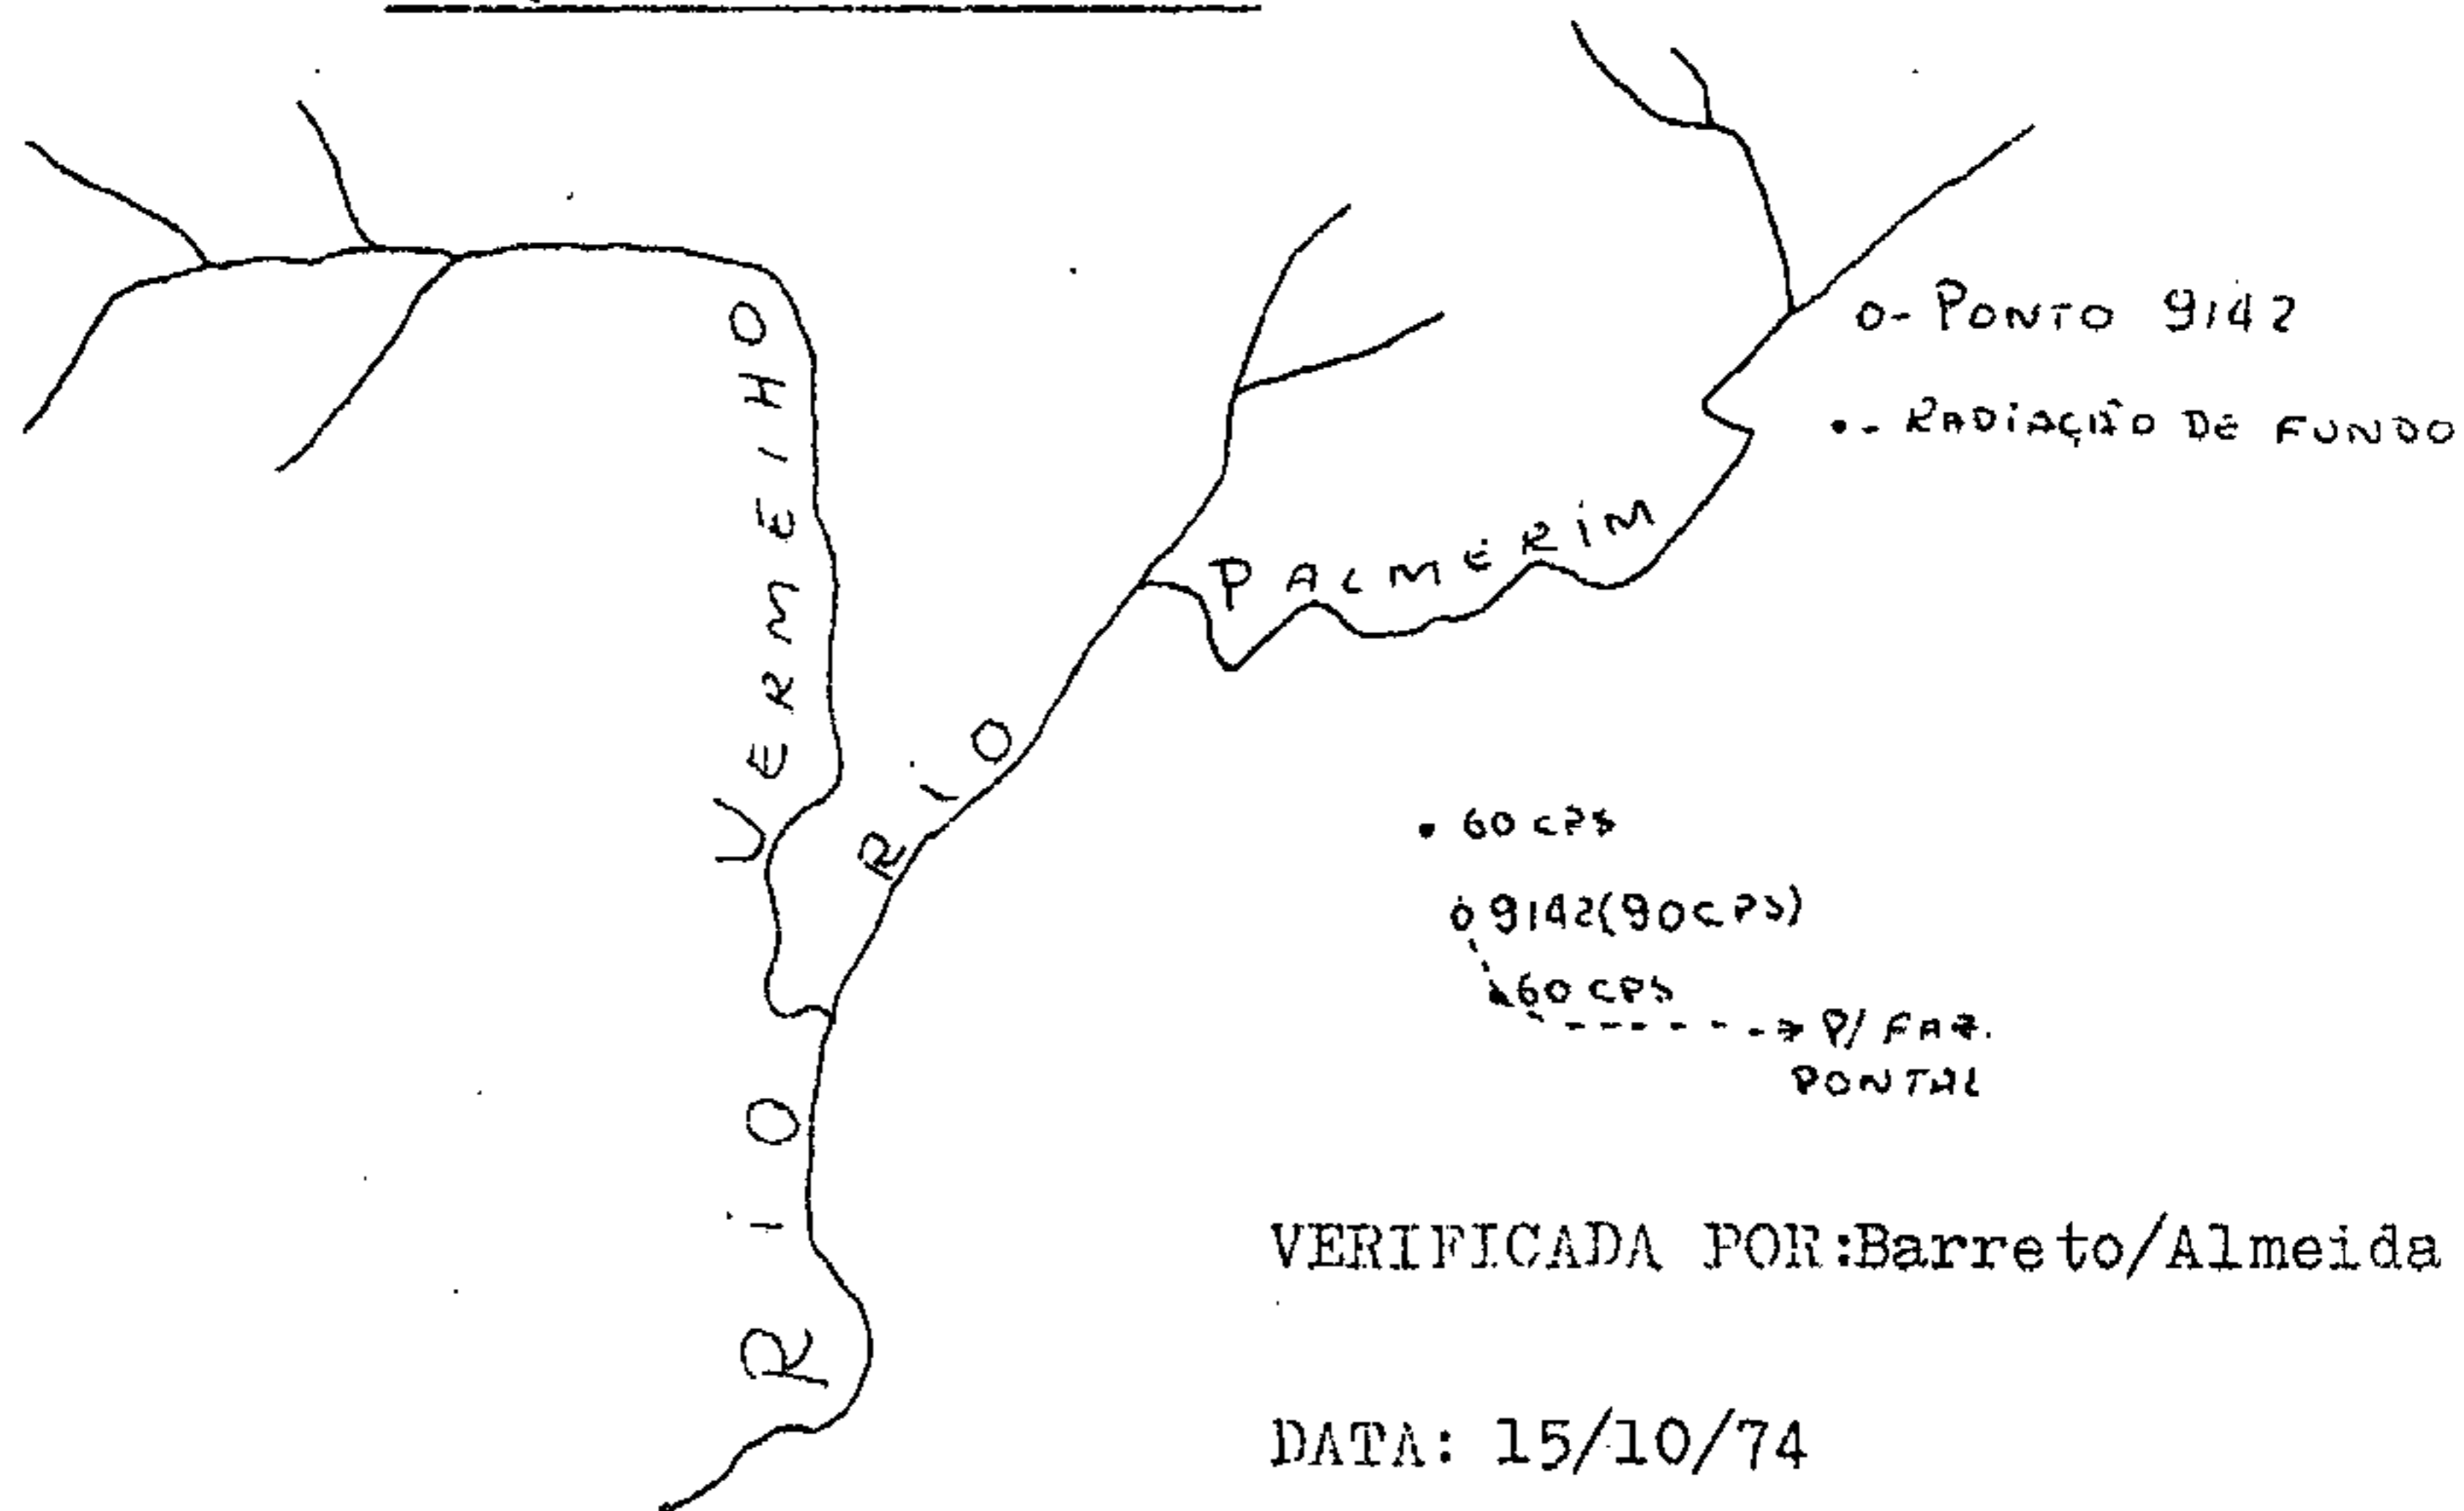 O- PONTO 9142
•- RADIAÇÃO DE FUNDO
RIO VERMELHO
RIO PALMERIM
• 60 CPS
o 9142(90CPS)
60 CPS
P/ FAZ.
PONTAL
VERIFICADA POR:Barreto/Almeida
DATA: 15/10/74